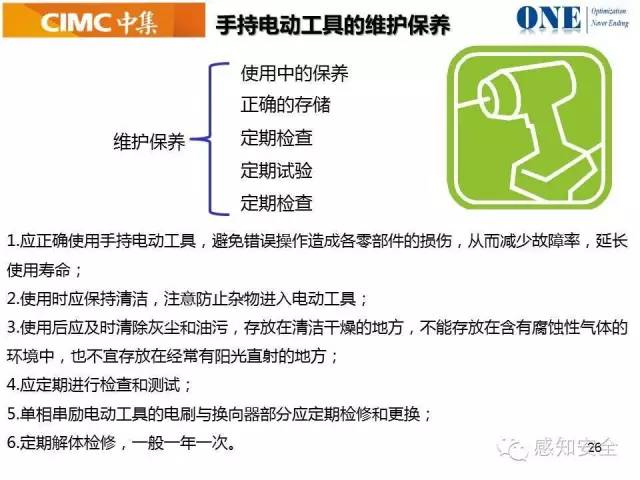 CIMC中集
手持电动工具的维护保养
ONE Optimization
Never Ending
维护保养
使用中的保养
正确的存储
定期检查
定期试验
定期检查
1.应正确使用手持电动工具，避免错误操作造成各零部件的损伤，从而减少故障率，延长
使用寿命；
2.使用时应保持清洁，注意防止杂物进入电动工具；
3.使用后应及时清除灰尘和油污，存放在清洁干燥的地方，不能存放在含有腐蚀性气体的
环境中，也不宜存放在经常有阳光直射的地方；
4.应定期进行检查和测试；
5.单相串励电动工具的电刷与换向器部分应定期检修和更换；
6.定期解体检修，一般一年一次。
感知安全
26